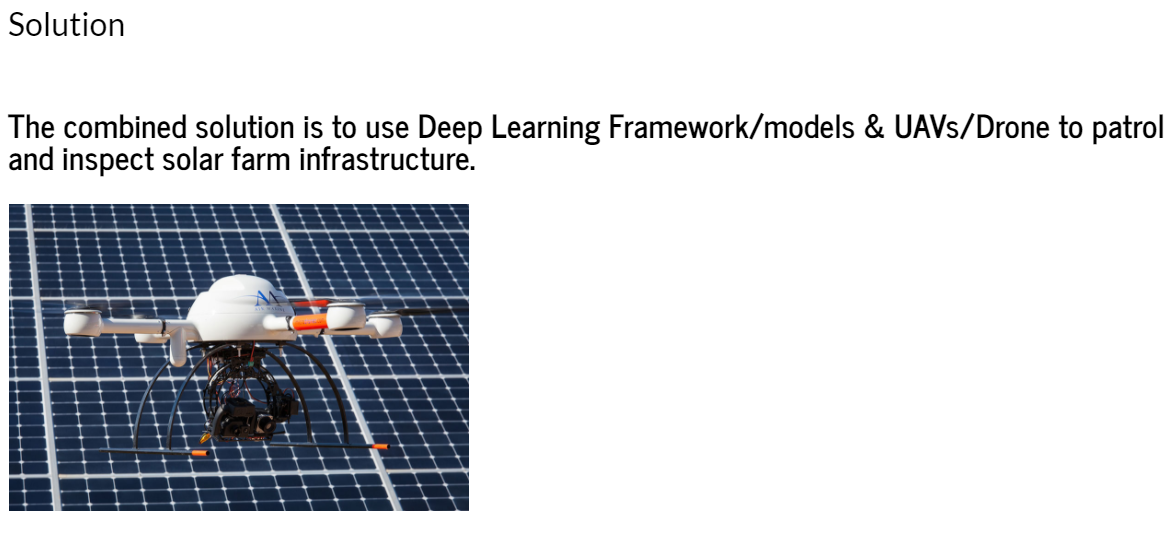 Solution
The combined solution is to use Deep Learning Framework/models & UAVs/Drone to patrol
and inspect solar farm infrastructure.